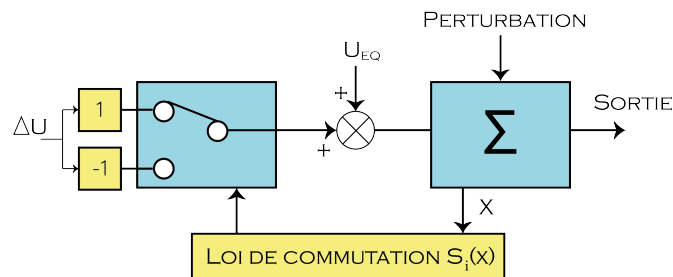 PERTURBATION
U_EQ
SORTIE
+
1
ΔU
+
Σ
-1
X
LOI DE COMMUTATION S_i(x)